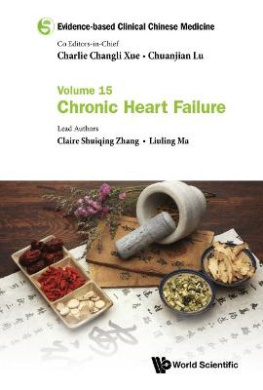 Evidence-based Clinical Chinese Medicine
Co Editors-in-Chief
Charlie Changli Xue • Chuanjian Lu
Volume 15
Chronic Heart Failure
Lead Authors
Claire Shuiqing Zhang • Liuling Ma
World Scientific